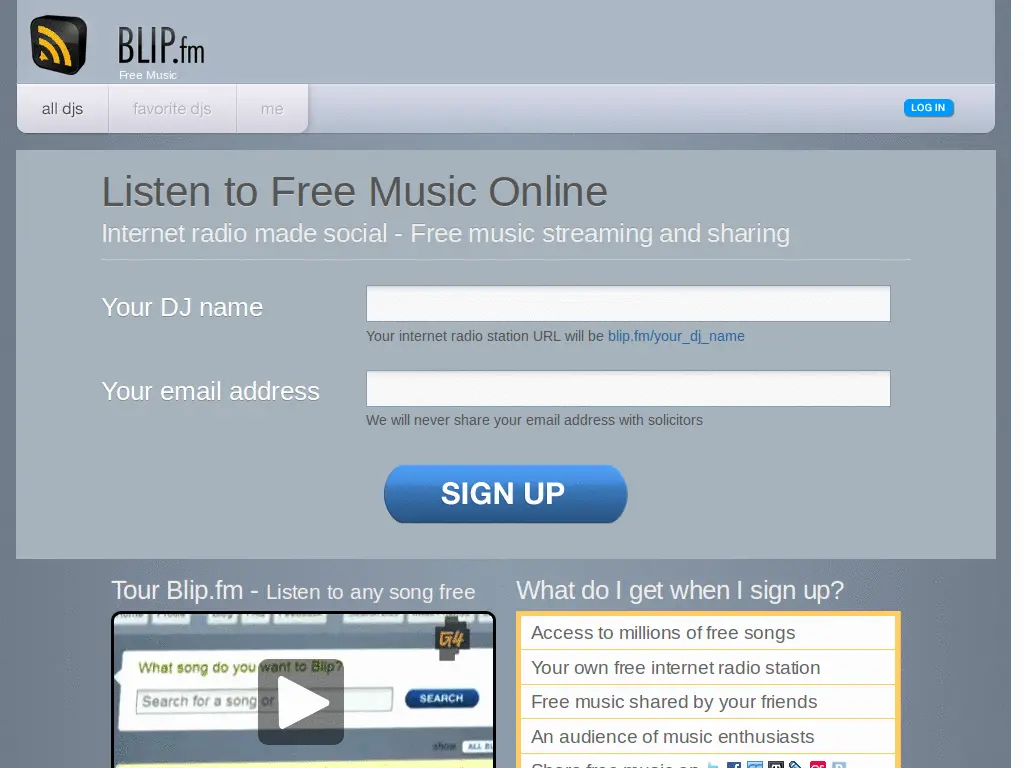 BLIP.fm
Free Music
all djs favorite djs me
LOG IN
Listen to Free Music Online
Internet radio made social - Free music streaming and sharing
Your DJ name
Your internet radio station URL will be blip.fm/your_dj_name
Your email address
We will never share your email address with solicitors
SIGN UP
Tour Blip.fm - Listen to any song free
G4
What song do you want to Blip?
Search for a song or
SEARCH
show ALL
What do I get when I sign up?
Access to millions of free songs
Your own free internet radio station
Free music shared by your friends
An audience of music enthusiasts
Share free music on